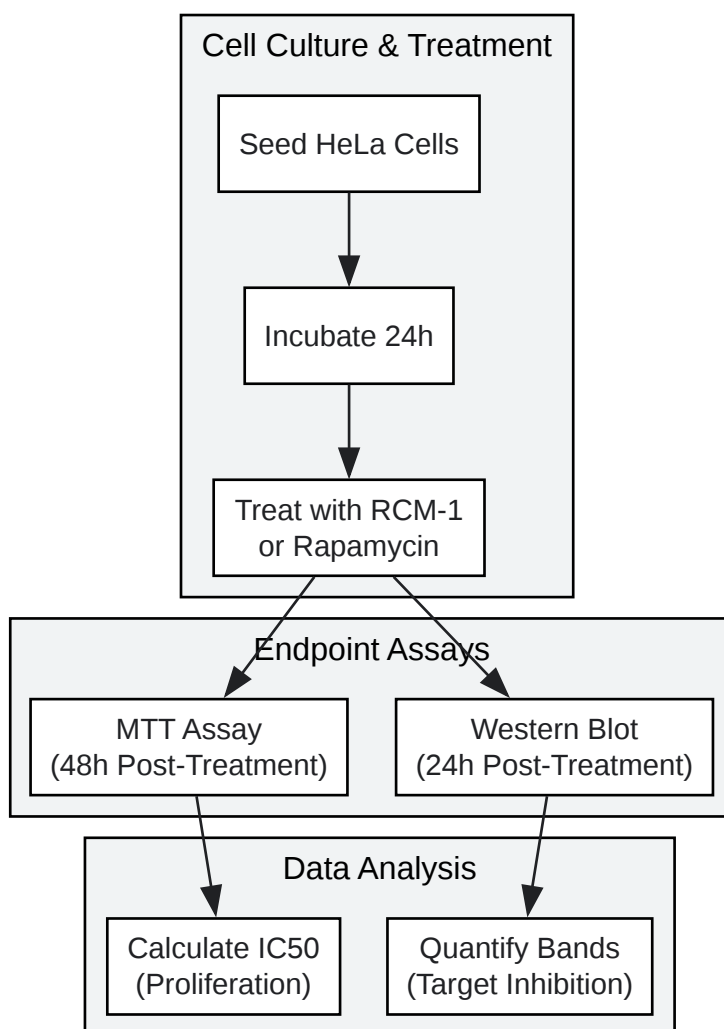 Cell Culture & Treatment
Seed HeLa Cells
Incubate 24h
Treat with RCM-1
or Rapamycin
Endpoint Assays
MTT Assay
(48h Post-Treatment)
Western Blot
(24h Post-Treatment)
Data Analysis
Calculate IC50
(Proliferation)
Quantify Bands
(Target Inhibition)